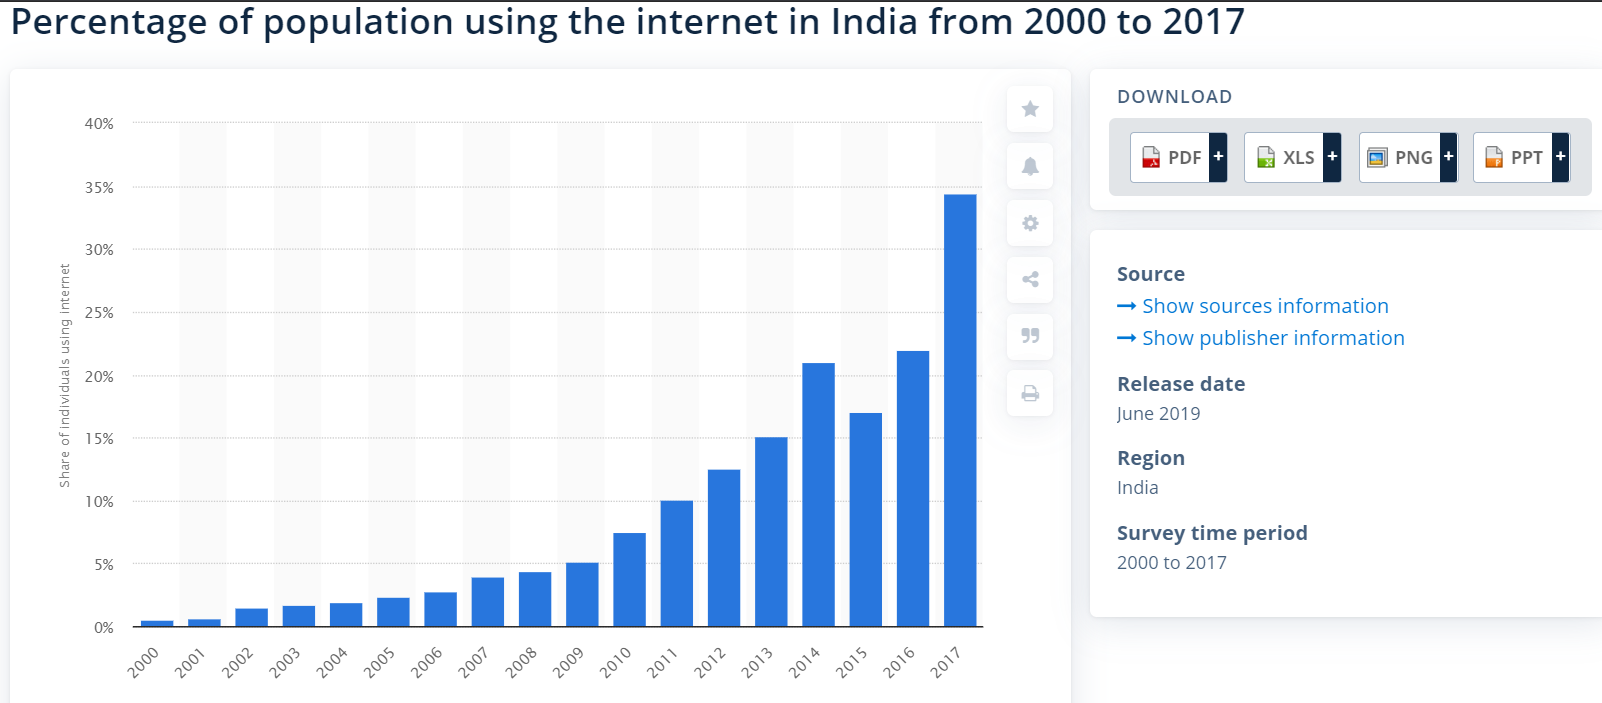 Percentage of population using the internet in India from 2000 to 2017
Share of individuals using internet
40%
35%
30%
25%
20%
15%
10%
5%
0%
2000 2001 2002 2003 2004 2005 2006 2007 2008 2009 2010 2011 2012 2013 2014 2015 2016 2017
DOWNLOAD
PDF + XLS + PNG + PPT +
Source
→ Show sources information
→ Show publisher information
Release date
June 2019
Region
India
Survey time period
2000 to 2017